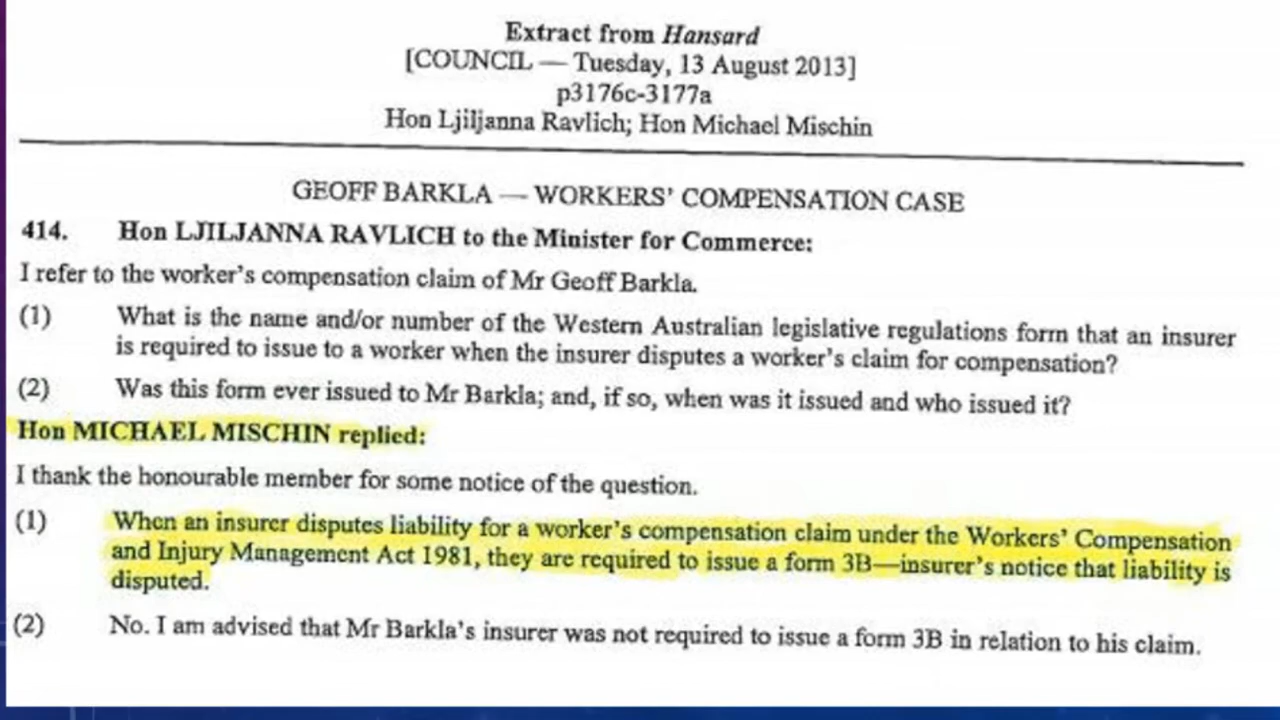 Extract from Hansard
[COUNCIL — Tuesday, 13 August 2013]
p3176c-3177a
Hon Ljiljanna Ravlich; Hon Michael Mischin
GEOFF BARKLA — WORKERS' COMPENSATION CASE
414. Hon LJILJANNA RAVLICH to the Minister for Commerce:
I refer to the worker's compensation claim of Mr Geoff Barkla.
(1) What is the name and/or number of the Western Australian legislative regulations form that an insurer
is required to issue to a worker when the insurer disputes a worker's claim for compensation?
(2) Was this form ever issued to Mr Barkla; and, if so, when was it issued and who issued it?
Hon MICHAEL MISCHIN replied:
I thank the honourable member for some notice of the question.
(1) When an insurer disputes liability for a worker's compensation claim under the Workers' Compensation
and Injury Management Act 1981, they are required to issue a form 3B—insurer's notice that liability is
disputed.
(2) No. I am advised that Mr Barkla's insurer was not required to issue a form 3B in relation to his claim.